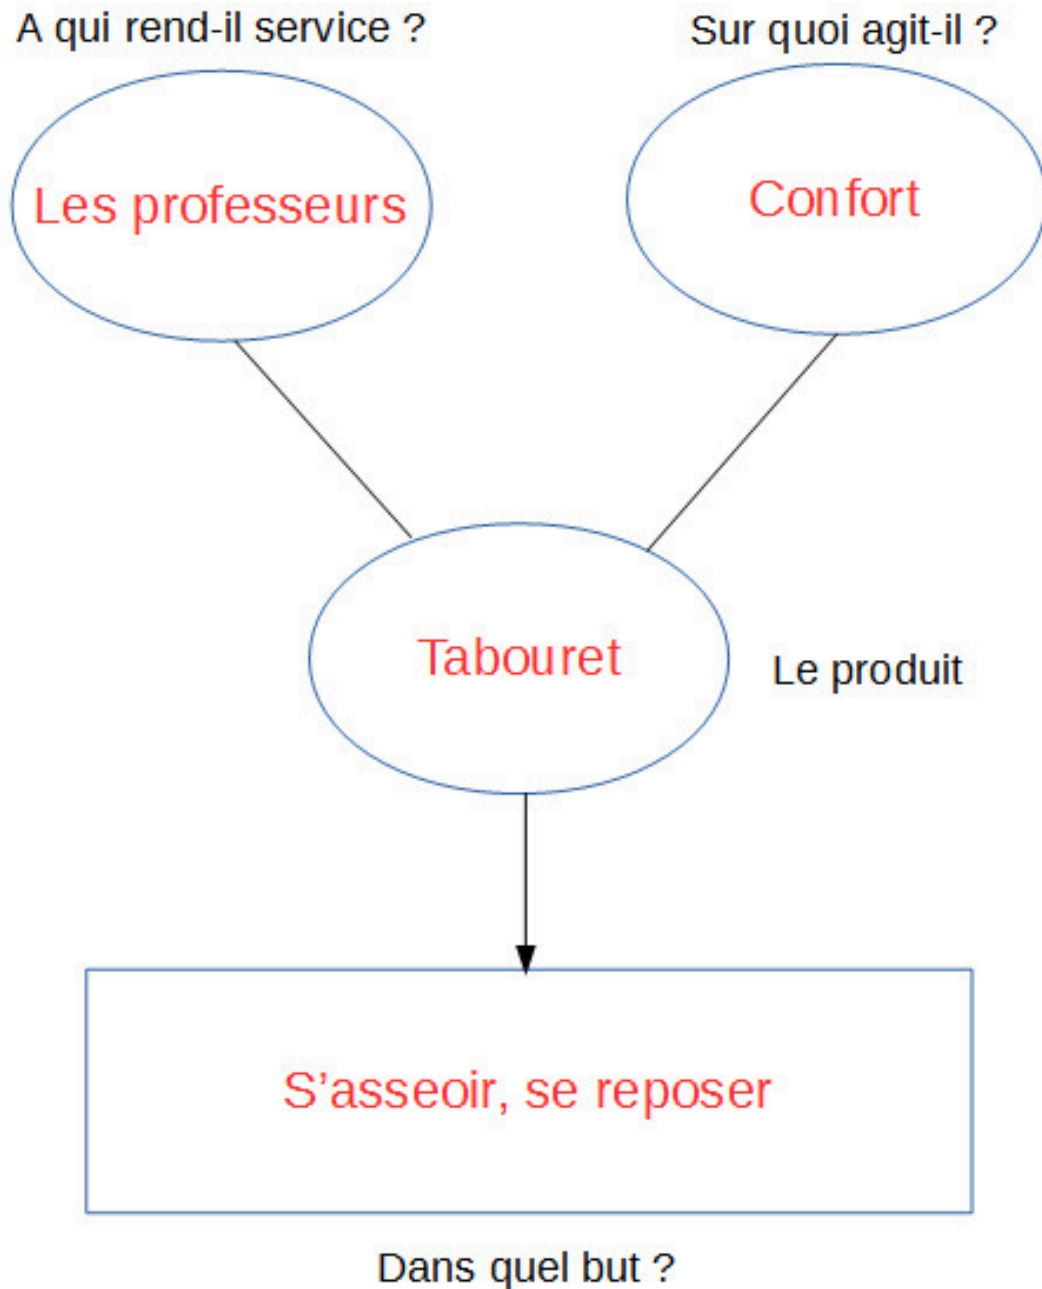 A qui rend-il service ?
Sur quoi agit-il ?
Les professeurs
Confort
Tabouret
Le produit
S’asseoir, se reposer
Dans quel but ?